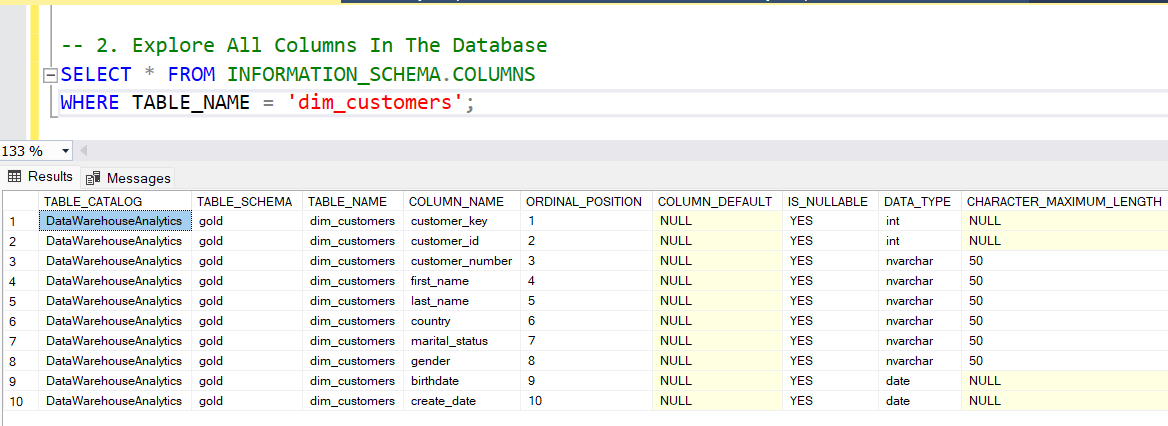 -- 2. Explore All Columns In The Database
SELECT * FROM INFORMATION_SCHEMA.COLUMNS
WHERE TABLE_NAME = 'dim_customers';
133 %
Results Messages
TABLE_CATALOG TABLE_SCHEMA TABLE_NAME COLUMN_NAME ORDINAL_POSITION COLUMN_DEFAULT IS_NULLABLE DATA_TYPE CHARACTER_MAXIMUM_LENGTH
1 DataWarehouseAnalytics gold dim_customers customer_key 1 NULL YES int NULL
2 DataWarehouseAnalytics gold dim_customers customer_id 2 NULL YES int NULL
3 DataWarehouseAnalytics gold dim_customers customer_number 3 NULL YES nvarchar 50
4 DataWarehouseAnalytics gold dim_customers first_name 4 NULL YES nvarchar 50
5 DataWarehouseAnalytics gold dim_customers last_name 5 NULL YES nvarchar 50
6 DataWarehouseAnalytics gold dim_customers country 6 NULL YES nvarchar 50
7 DataWarehouseAnalytics gold dim_customers marital_status 7 NULL YES nvarchar 50
8 DataWarehouseAnalytics gold dim_customers gender 8 NULL YES nvarchar 50
9 DataWarehouseAnalytics gold dim_customers birthdate 9 NULL YES date NULL
10 DataWarehouseAnalytics gold dim_customers create_date 10 NULL YES date NULL